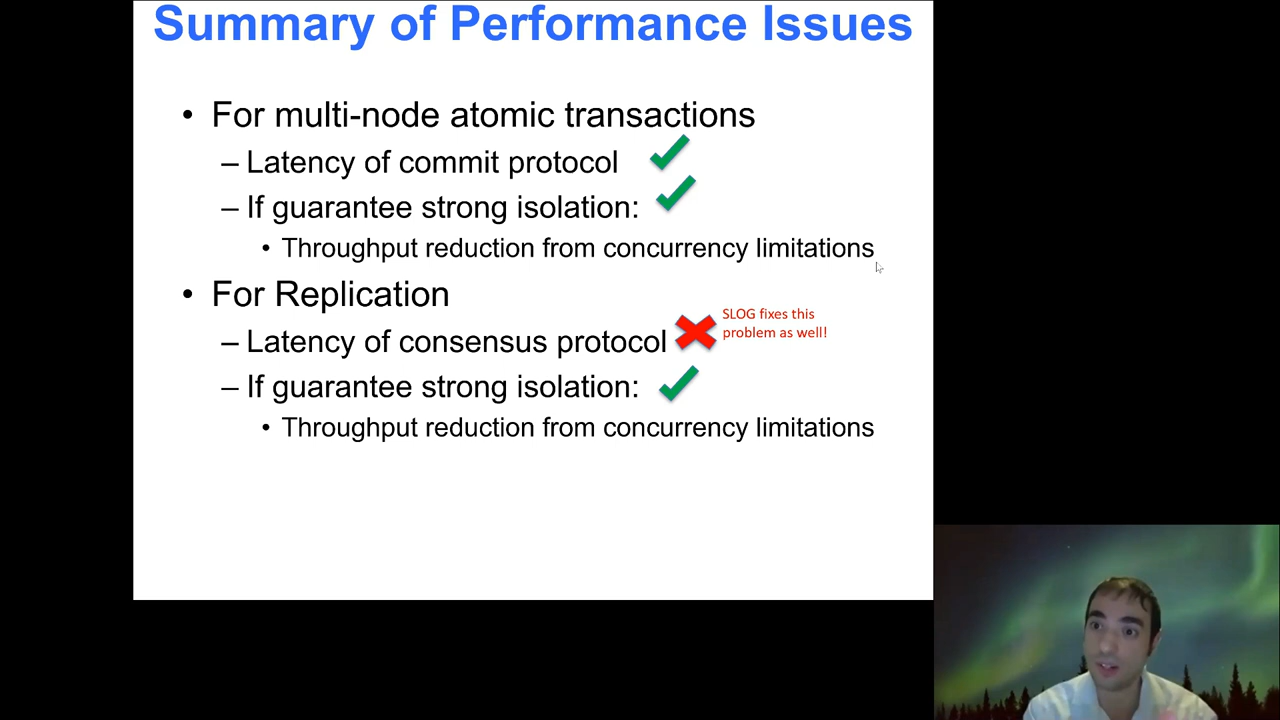 Summary of Performance Issues
• For multi-node atomic transactions
– Latency of commit protocol
– If guarantee strong isolation:
• Throughput reduction from concurrency limitations
• For Replication
– Latency of consensus protocol
SLOG fixes this
problem as well!
– If guarantee strong isolation:
• Throughput reduction from concurrency limitations